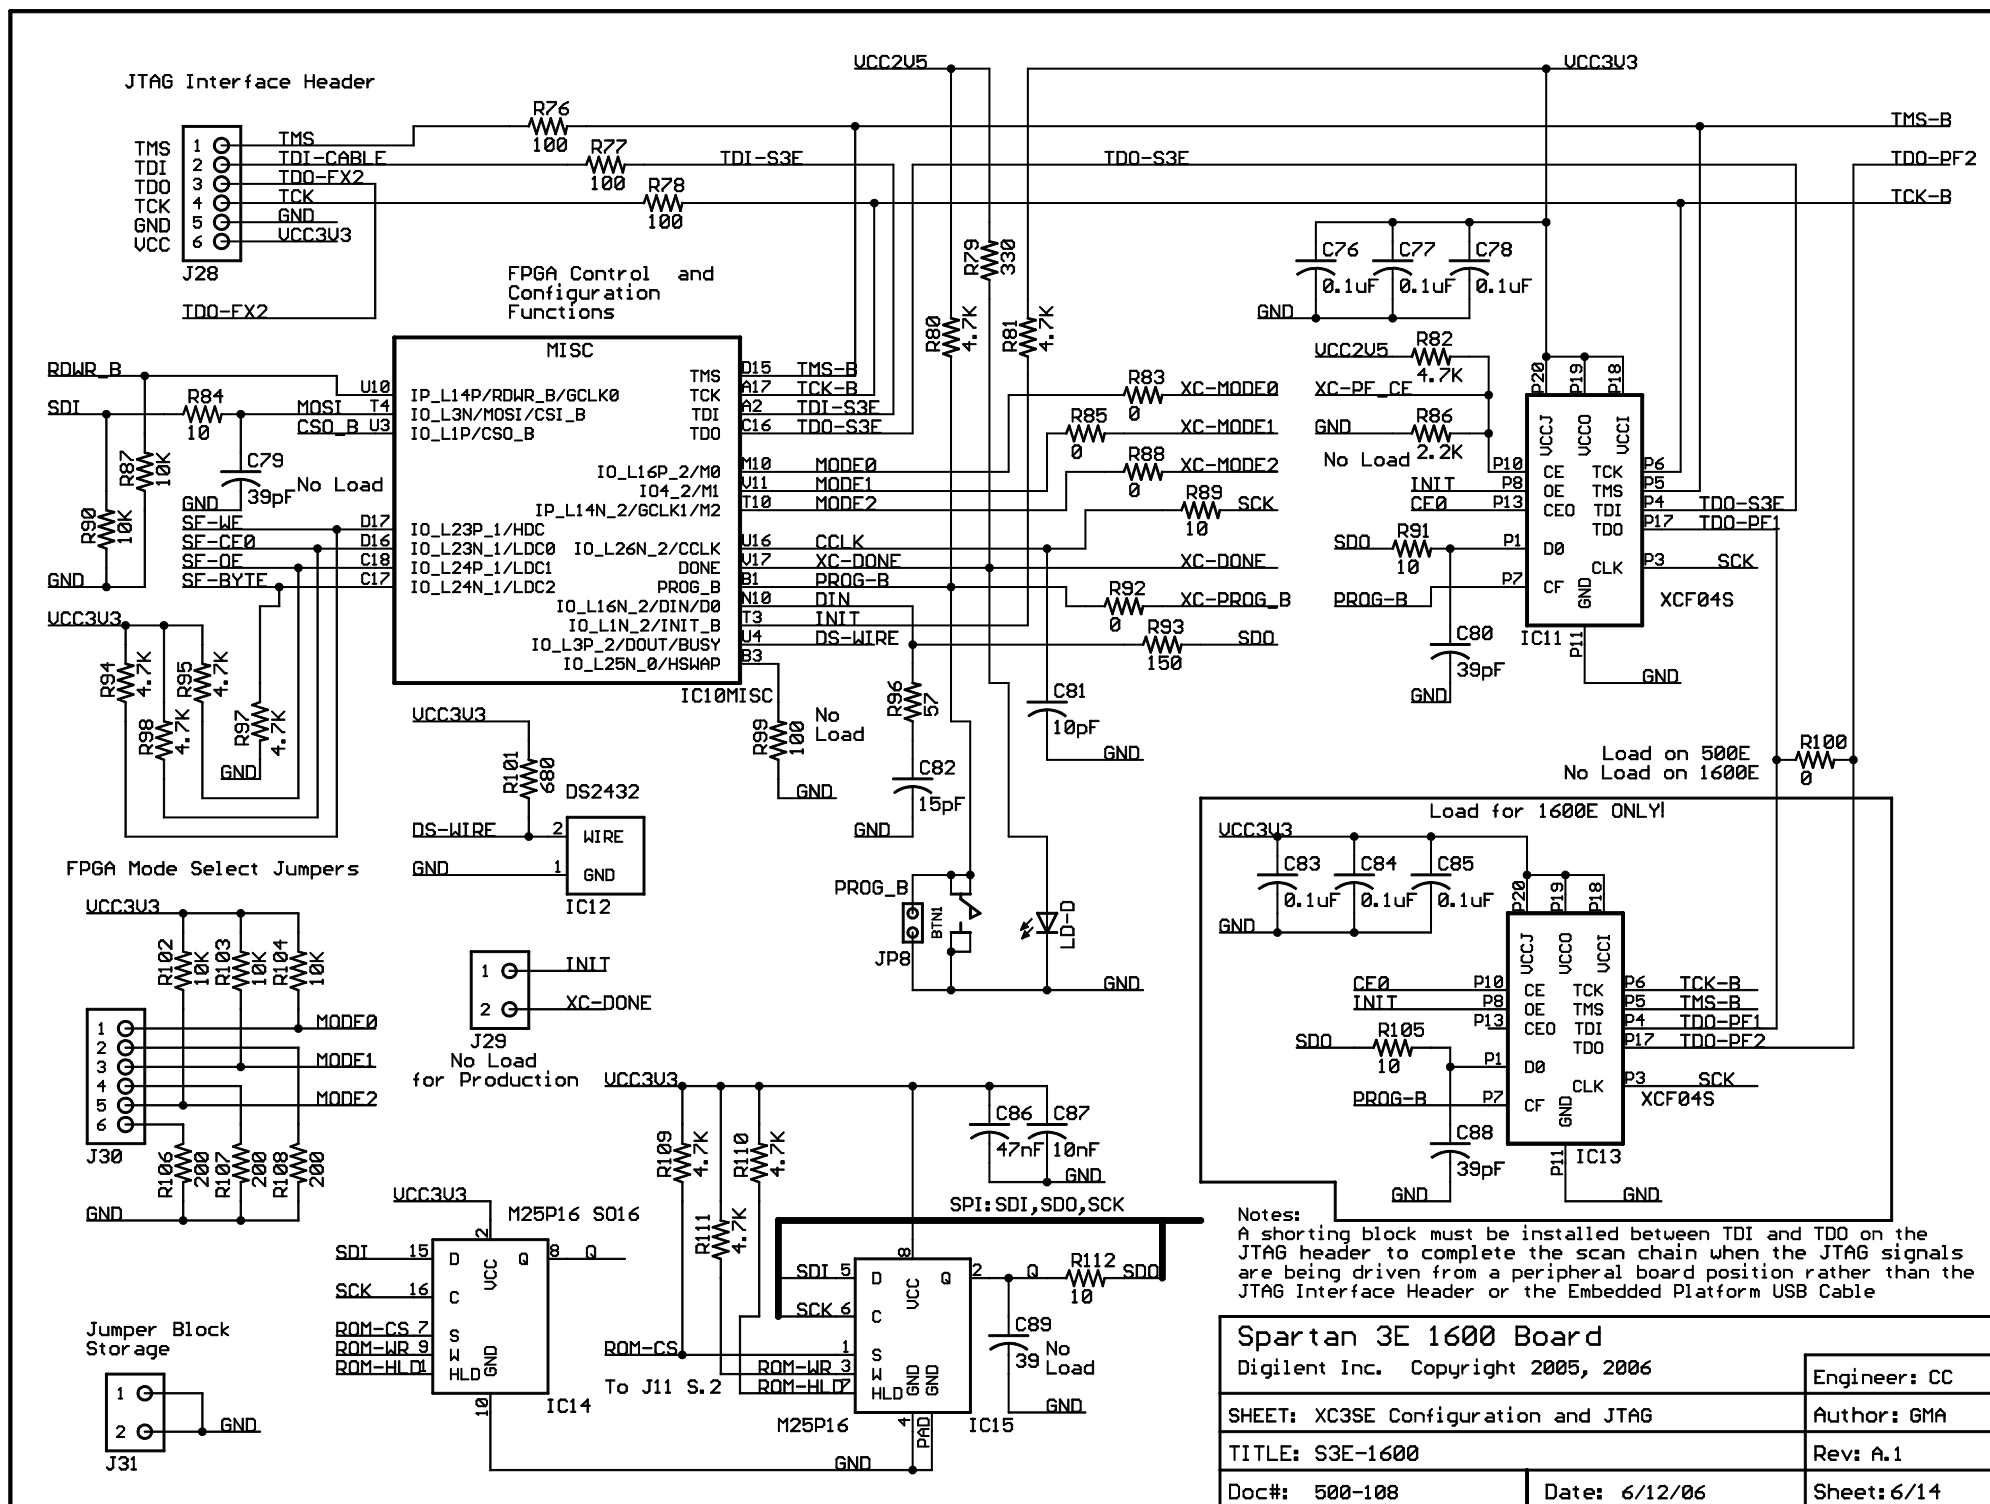 JTAG Interface Header
TMS
TDI
TDO
TCK
GND
VCC
1
2
3
4
5
6
J28
TMS
TDI-CABLE
TDO-FX2
TCK
GND
VCC3V3
TDO-FX2
R76
100
R77
100
R78
100
TDI-S3E
TDO-S3E
VCC2V5
VCC3V3
TMS-B
TDO-PF2
TCK-B
R79
330
R80
4.7K
R81
4.7K
C76
0.1uF
C77
0.1uF
C78
0.1uF
GND
FPGA Control and
Configuration
Functions
MISC
RDWR_B
SDI
R84
10
MOSI
CSO_B
U10
T4
U3
IP_L14P/RDWR_B/GCLK0
IO_L3N/MOSI/CSI_B
IO_L1P/CSO_B
R87
10K
R90
10K
C79
39pF
No Load
GND
SF-WE
SF-CE0
SF-OE
SF-BYTE
GND
D17
D16
C18
C17
IO_L23P_1/HDC
IO_L23N_1/LDC0
IO_L24P_1/LDC1
IO_L24N_1/LDC2
TMS
TCK
TDI
TDO
D15
A17
A2
C16
TMS-B
TCK-B
TDI-S3E
TDO-S3E
IO_L16P_2/M0
IO4_2/M1
IP_L14N_2/GCLK1/M2
M10
V11
T10
MODE0
MODE1
MODE2
IO_L26N_2/CCLK
DONE
PROG_B
IO_L16N_2/DIN/D0
IO_L1N_2/INIT_B
IO_L3P_2/DOUT/BUSY
IO_L25N_0/HSWAP
U16
V17
B1
N10
T3
U4
B3
CCLK
XC-DONE
PROG-B
DIN
INIT
DS-WIRE
IC10MISC
R83
0
XC-MODE0
R85
0
XC-MODE1
R88
0
XC-MODE2
R89
10
SCK
XC-DONE
R92
0
XC-PROG_B
R93
150
SDO
VCC2V5
R82
4.7K
XC-PF_CE
GND
R86
2.2K
No Load
INIT
CE0
SDO
R91
10
PROG-B
P10
P8
P13
P1
P7
P20
P19
P18
VCCJ
VCCO
VCCI
CE
OE
CEO
D0
CF
TCK
TMS
TDI
TDO
CLK
GND
P6
P5
P4
P17
P3
P11
TDO-S3E
TDO-PF1
SCK
XCF04S
IC11
GND
C80
39pF
GND
VCC3V3
R94
4.7K
R95
4.7K
R98
4.7K
R97
4.7K
GND
VCC3V3
R101
680
DS2432
DS-WIRE
GND
2
1
WIRE
GND
IC12
R99
100
No
Load
GND
R96
57
C82
15pF
GND
C81
10pF
GND
PROG_B
JP8
BTN1
LD-D
GND
Load on 500E
No Load on 1600E
R100
0
Load for 1600E ONLY!
VCC3V3
C83
0.1uF
C84
0.1uF
C85
0.1uF
GND
P20
P19
P18
VCCJ
VCCO
VCCI
CE0
INIT
SDO
R105
10
PROG-B
P10
P8
P13
P1
P7
CE
OE
CEO
D0
CF
TCK
TMS
TDI
TDO
CLK
GND
P6
P5
P4
P17
P3
P11
TCK-B
TMS-B
TDO-PF1
TDO-PF2
SCK
XCF04S
IC13
C88
39pF
GND
GND
FPGA Mode Select Jumpers
VCC3V3
R102
10K
R103
10K
R104
10K
1
2
3
4
5
6
J30
MODE0
MODE1
MODE2
R106
200
R107
200
R108
200
GND
1
2
INIT
XC-DONE
J29
No Load
for Production
VCC3V3
R109
4.7K
R111
4.7K
R110
4.7K
C86
47nF
C87
10nF
GND
SPI:SDI,SDO,SCK
VCC3V3
M25P16 SO16
SDI
SCK
ROM-CS
ROM-WR
ROM-HLD
15
16
7
9
1
2
8
10
D
C
S
W
HLD
VCC
GND
Q
Q
IC14
ROM-CS
To J11 S.2
ROM-WR
ROM-HLD
SDI
SCK
5
6
1
3
7
8
2
4
PAD
D
C
S
W
HLD
VCC
GND
GND
Q
Q
R112
10
SDO
C89
39
No
Load
GND
M25P16
IC15
GND
Jumper Block
Storage
1
2
GND
J31
Notes:
A shorting block must be installed between TDI and TDO on the
JTAG header to complete the scan chain when the JTAG signals
are being driven from a peripheral board position rather than the
JTAG Interface Header or the Embedded Platform USB Cable
Spartan 3E 1600 Board
Digilent Inc. Copyright 2005, 2006
Engineer: CC
SHEET: XC3SE Configuration and JTAG
Author: GMA
TITLE: S3E-1600
Rev: A.1
Doc#: 500-108
Date: 6/12/06
Sheet:6/14